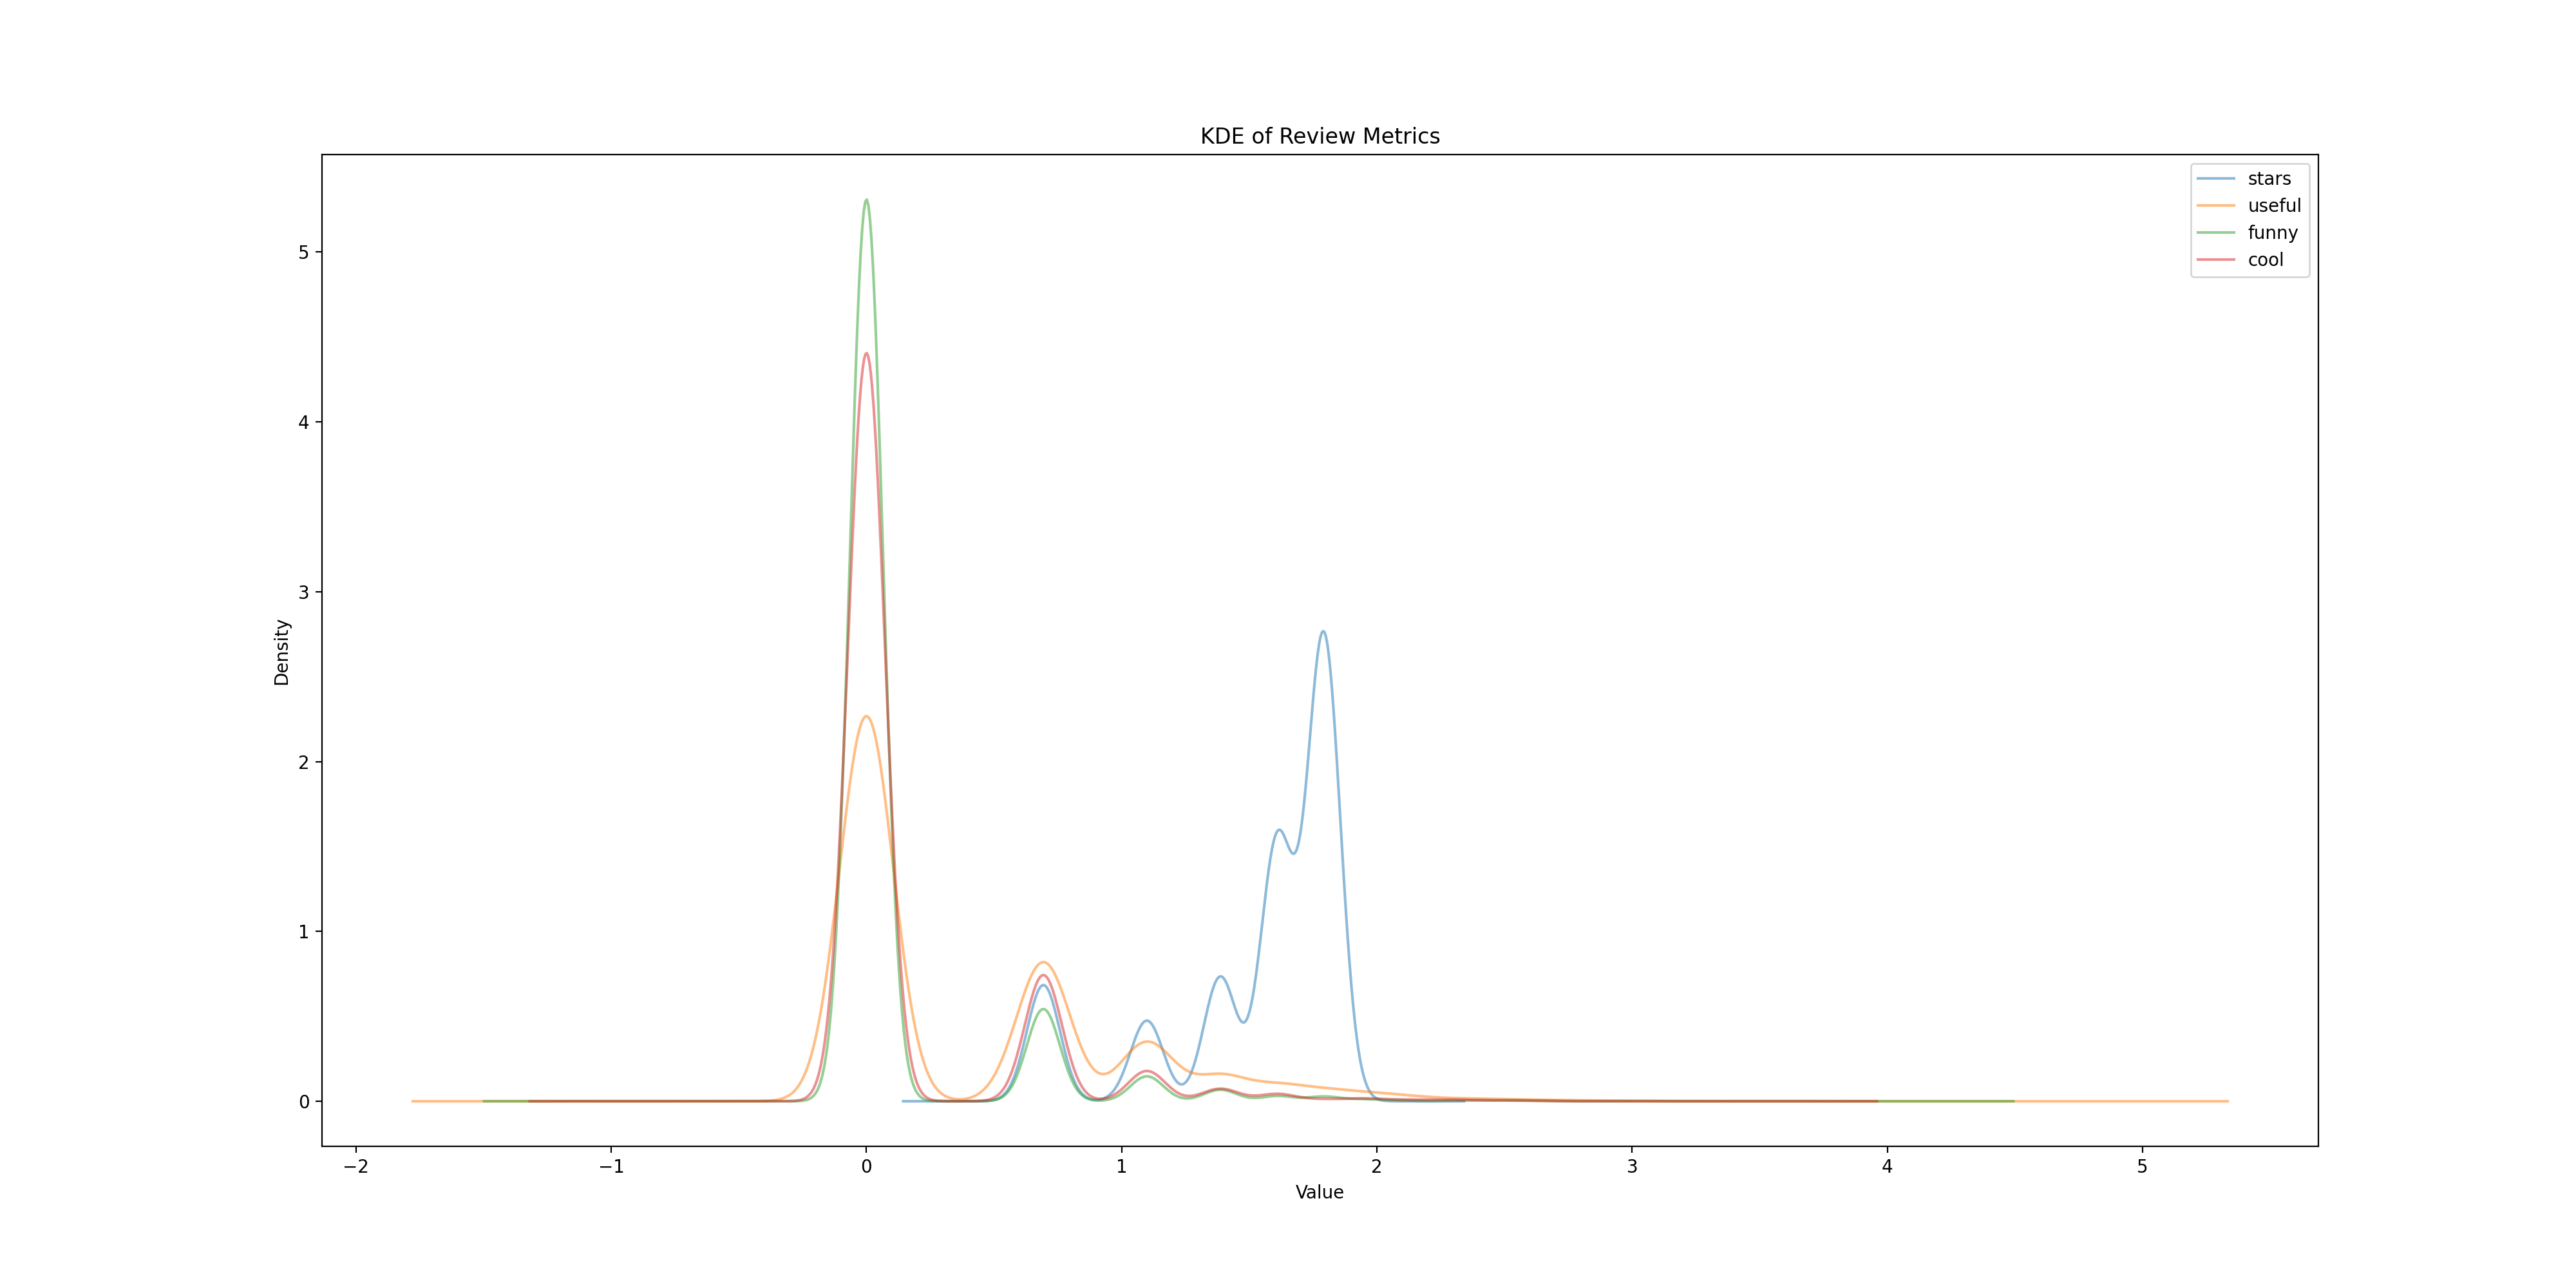 KDE of Review Metrics
stars
useful
funny
cool
Density
5
4
3
2
1
0
−2 −1 0 1 2 3 4 5
Value